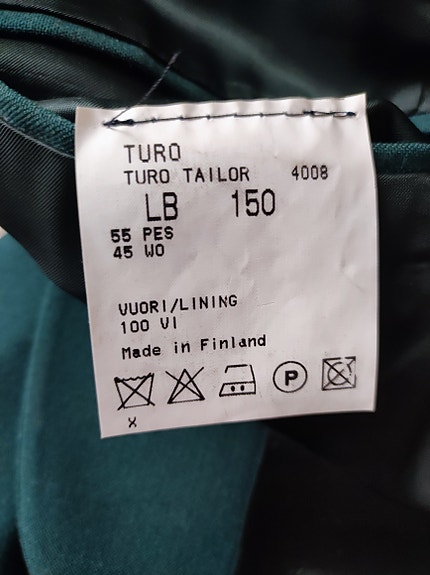 TURO
TURO TAILOR 4008
LB 150
55 PES
45 WO
VUORI/LINING
100 VI
Made in Finland
P
X